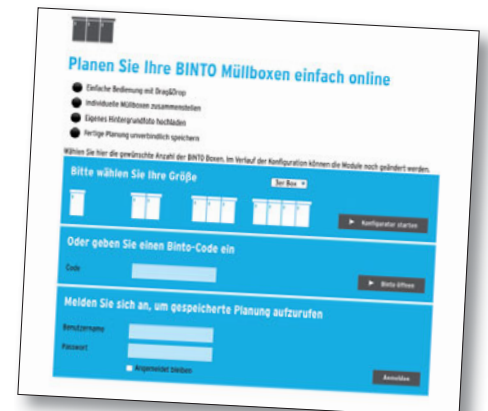 Planen Sie Ihre BINTO Müllboxen einfach online
Einfache Bedienung mit Drag&Drop
Individuelle Müllboxen zusammenstellen
Eigenes Hintergrundfoto hochladen
Fertige Planung unverbindlich speichern
Wählen Sie hier die gewünschte Anzahl der BINTO Boxen. Im Verlauf der Konfiguration können die Module noch geändert werden.
Bitte wählen Sie Ihre Größe
3er Box
Konfigurator starten
Oder geben Sie einen Binto-Code ein
Code
Binto öffnen
Melden Sie sich an, um gespeicherte Planung aufzurufen
Benutzername
Passwort
Angemeldet bleiben
Anmelden